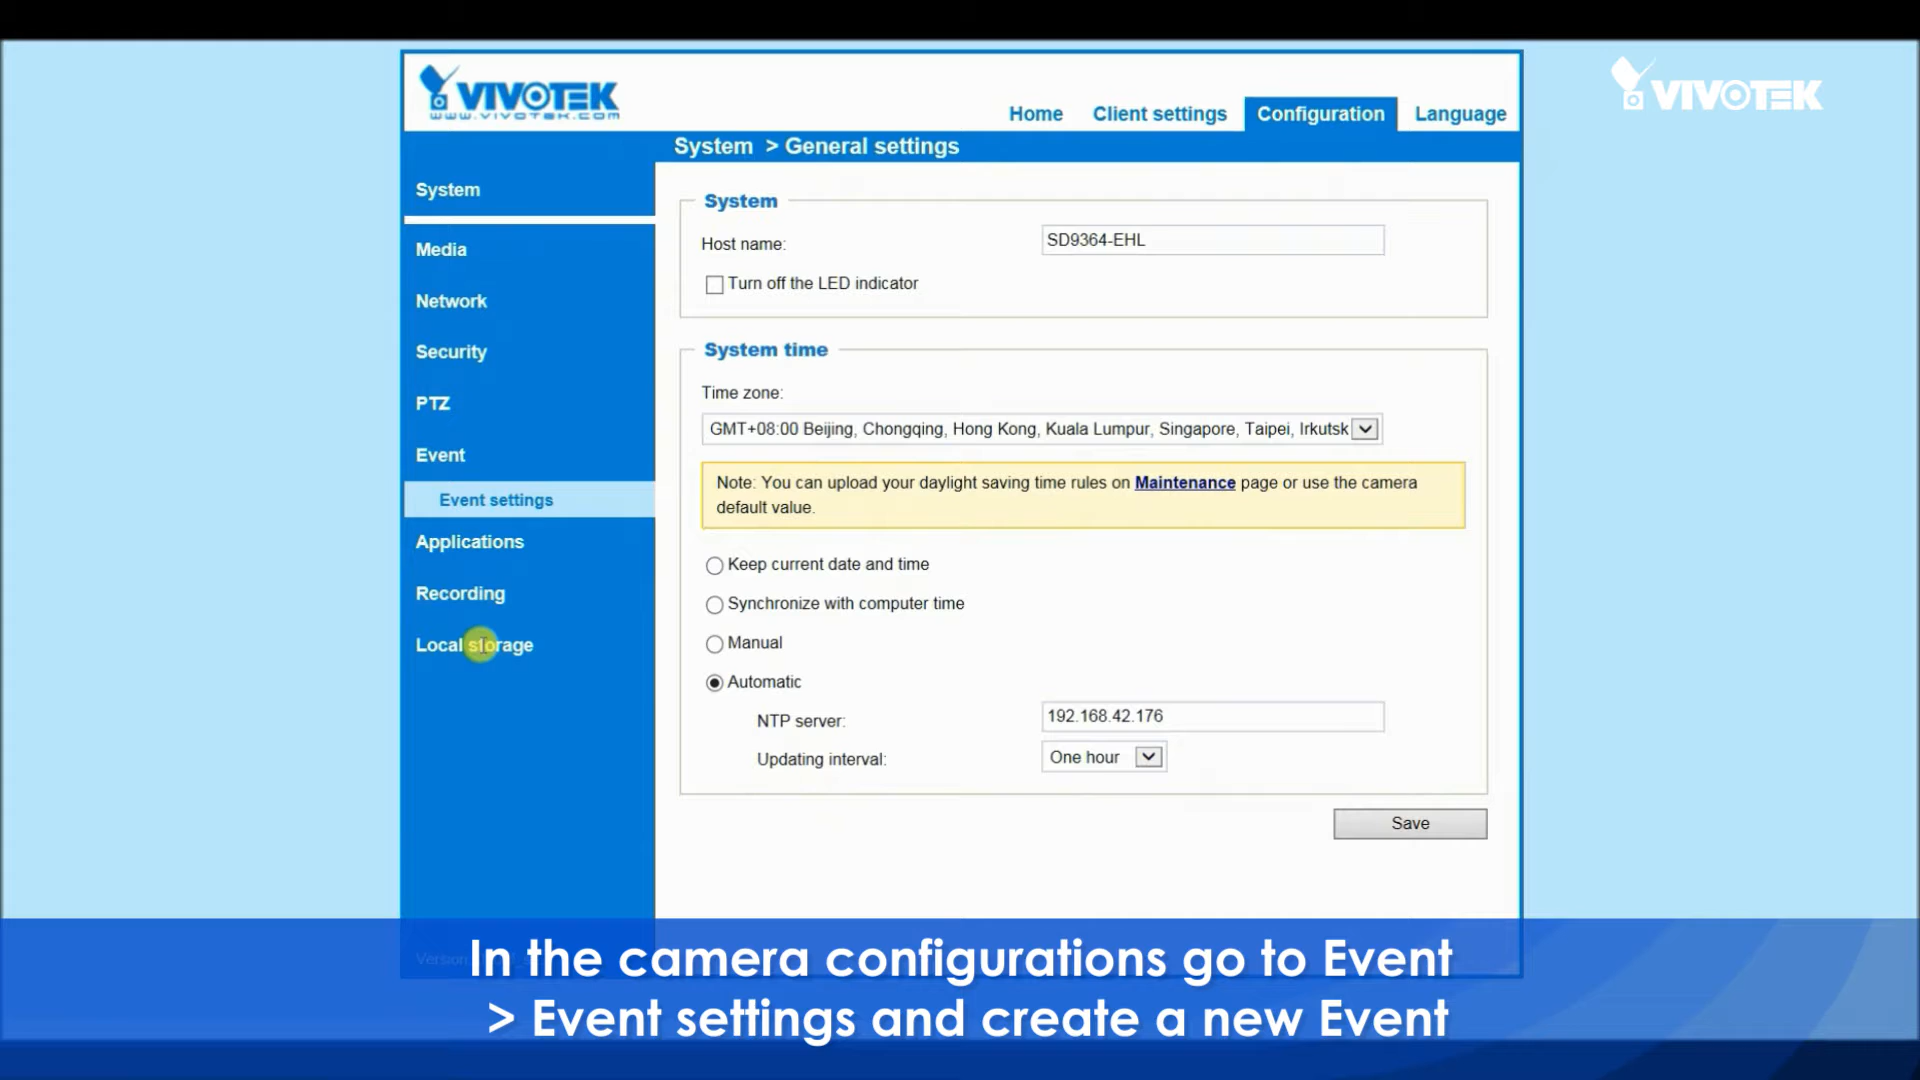 VIVOTEK
www.vivotek.com
VIVOTEK
Home Client settings Configuration Language
System > General settings
System
Media
Network
Security
PTZ
Event
Event settings
Applications
Recording
Local storage
System
Host name: SD9364-EHL
Turn off the LED indicator
System time
Time zone:
GMT+08:00 Beijing, Chongqing, Hong Kong, Kuala Lumpur, Singapore, Taipei, Irkutsk
Note: You can upload your daylight saving time rules on Maintenance page or use the camera
default value.
Keep current date and time
Synchronize with computer time
Manual
Automatic
NTP server: 192.168.42.176
Updating interval: One hour
Save
In the camera configurations go to Event
> Event settings and create a new Event